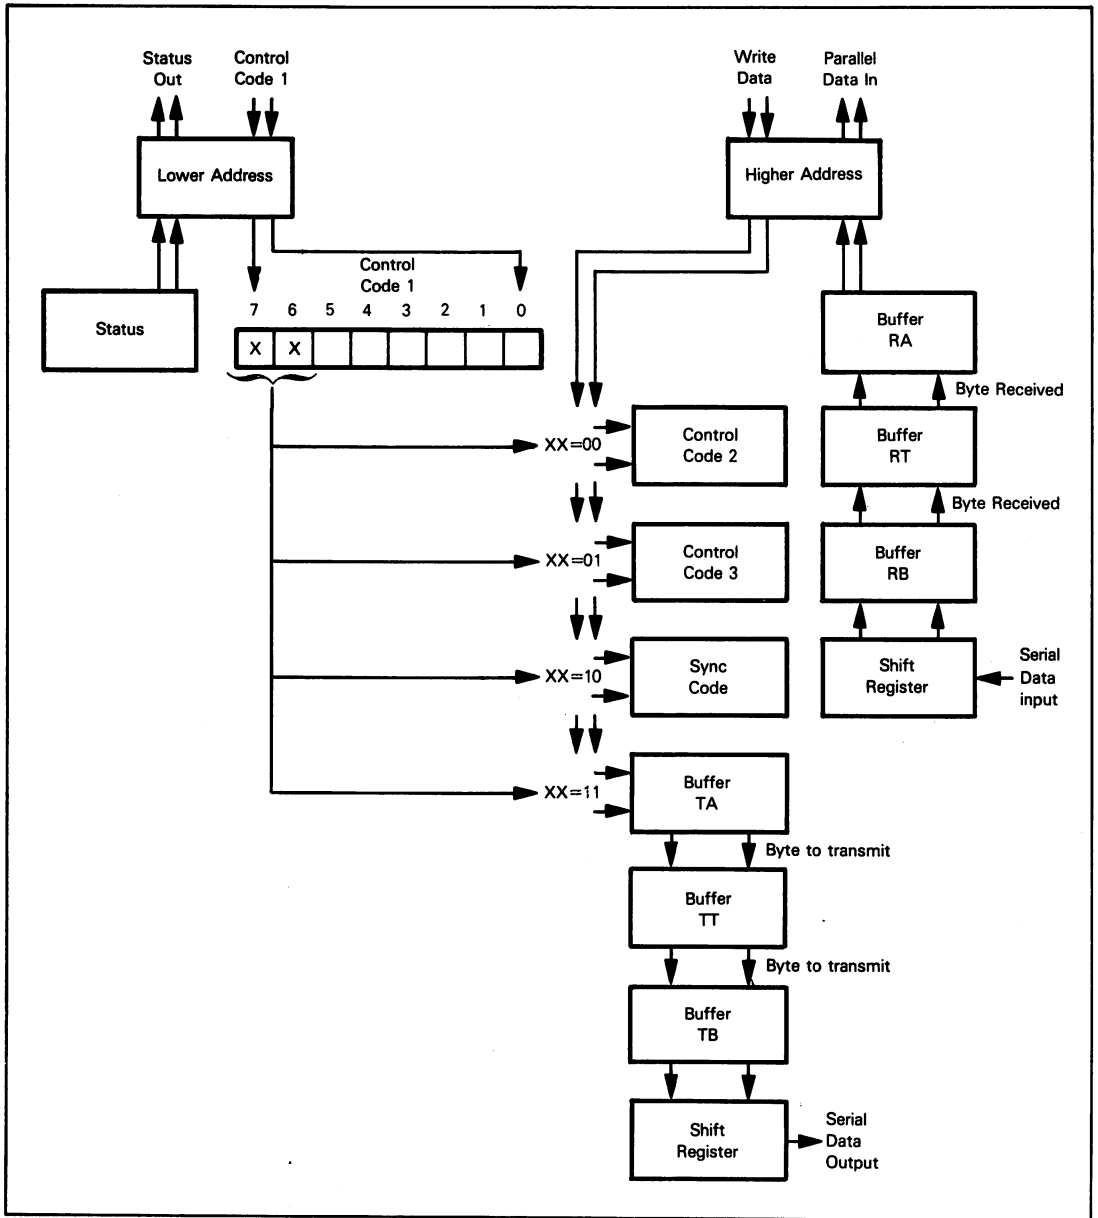 Status
Out
Control
Code 1
Write
Data
Parallel
Data In
Lower Address
Higher Address
Control
Code 1
7 6 5 4 3 2 1 0
X X
Status
Buffer
RA
Byte Received
XX=00
Control
Code 2
Buffer
RT
Byte Received
XX=01
Control
Code 3
Buffer
RB
XX=10
Sync
Code
Shift
Register
Serial
Data
input
XX=11
Buffer
TA
Byte to transmit
Buffer
TT
Byte to transmit
Buffer
TB
Shift
Register
Serial
Data
Output